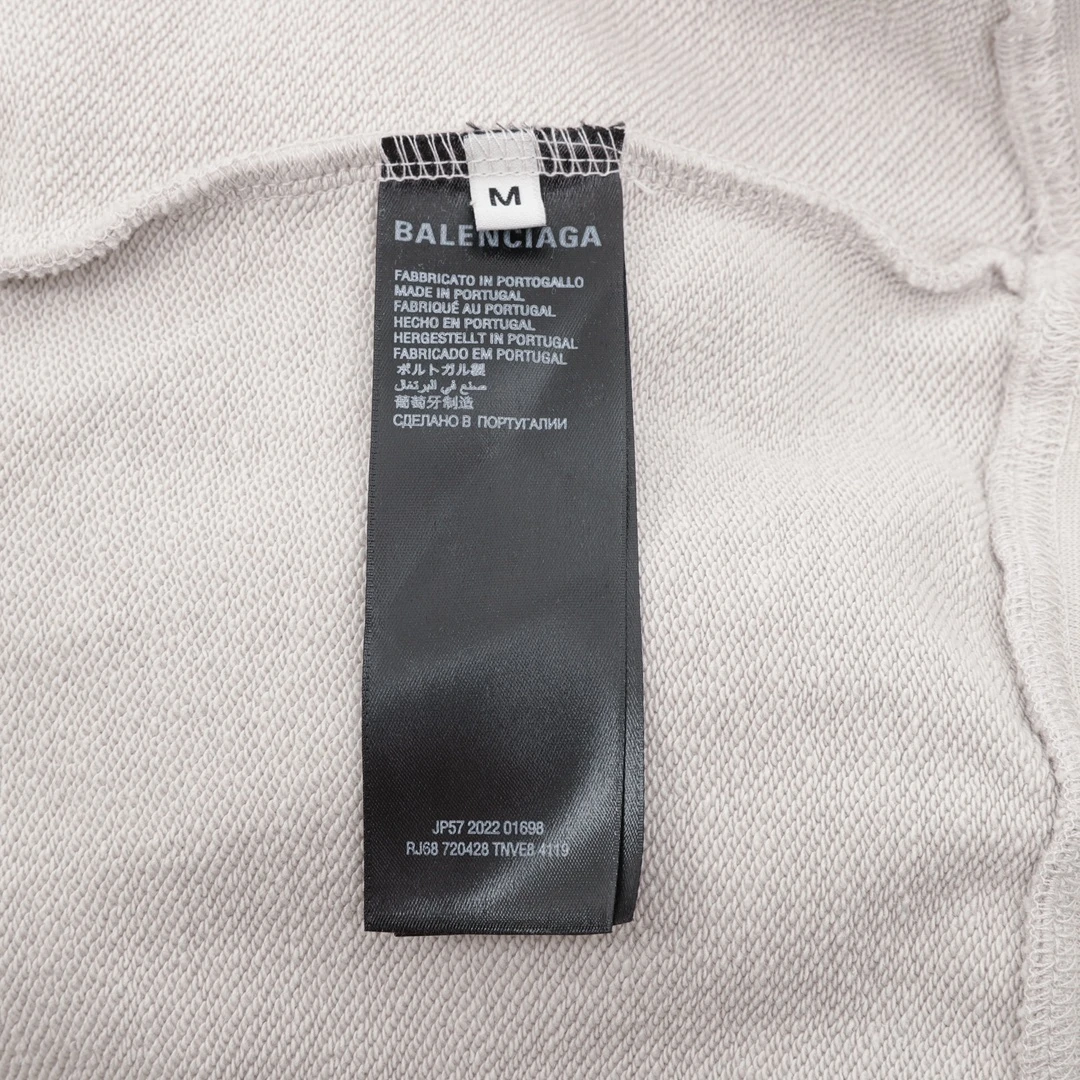 M
BALENCIAGA
FABBRICATO IN PORTOGALLO
MADE IN PORTUGAL
FABRIQUÉ AU PORTUGAL
HECHO EN PORTUGAL
HERGESTELLT IN PORTUGAL
FABRICADO EM PORTUGAL
ポルトガル製
صنع في البرتغال
葡萄牙制造
СДЕЛАНО В ПОРТУГАЛИИ
JP57 2022 01698
RJ68 720428 TNVE8 4119